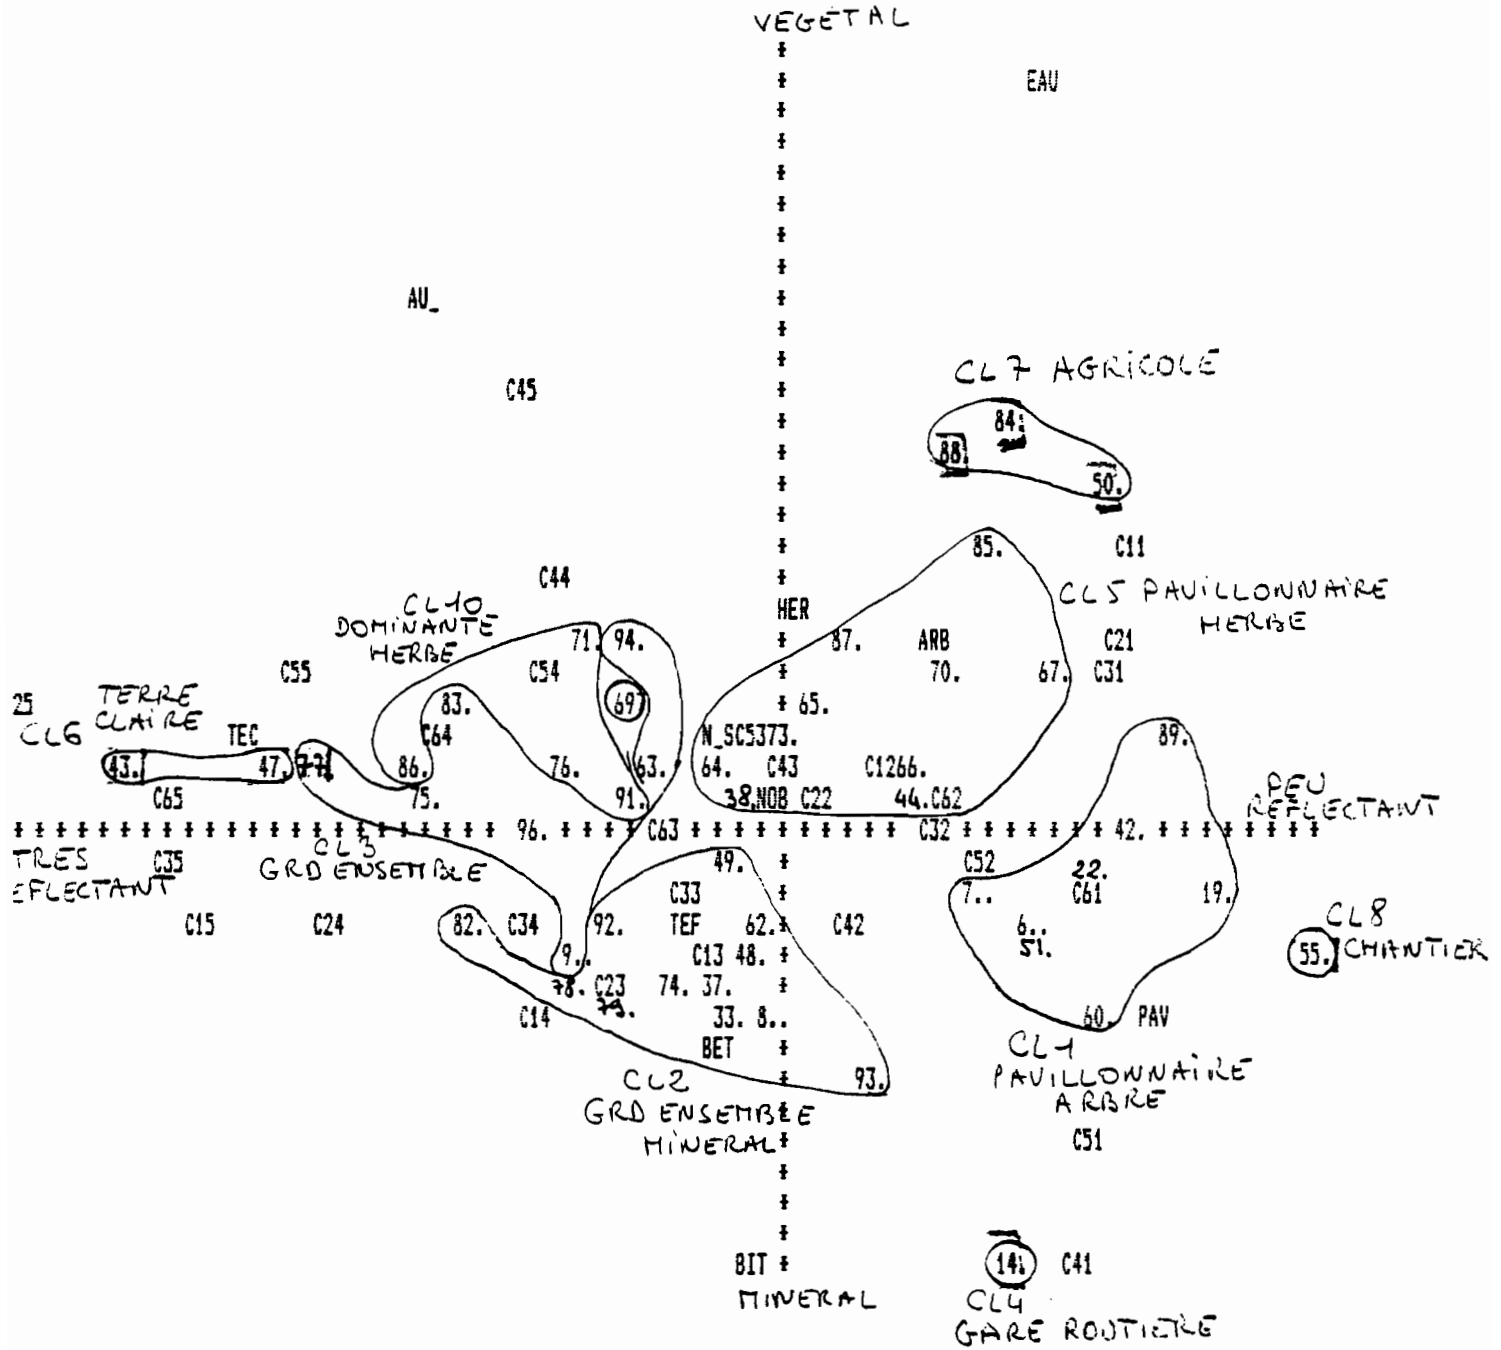 VEGETAL
EAU
AU_
CL7 AGRICOLE
C45
84.
88.
50.
85. C11
C44
CL10 HER CL5 PAVILLONNAIRE
DOMINANTE 71. 94. 87. ARB C21 HERBE
HERBE
C55 C54 70. 67. C31
25 TERRE 83. 69 65.
CL6 CLAIRE TEC C64 N_SC5373. 89.
43. 47. 77 86. 76. 63. 64. C43 C1266.
C65 75. 91. 38. NOB C22 44. C62 PEU
REFLECTANT
96. C63 C32 42.
TRES C35 CL3 49. C52 22.
EFLECTANT GRD ENSEMBLE C33 7.. C61 19.
C15 C24 82. C34 92. TEF 62. C42 6.. CL8
9.. C13 48. 51. 55. CHANTIER
78. C23 74. 37.
C14 79. 33. 8.. 60. PAV
BET CL1
CL2 93. PAVILLONNAIRE
GRD ENSEMBLE ARBRE
MINERAL C51
BIT 14. C41
MINERAL CL4
GARE ROUTIERE